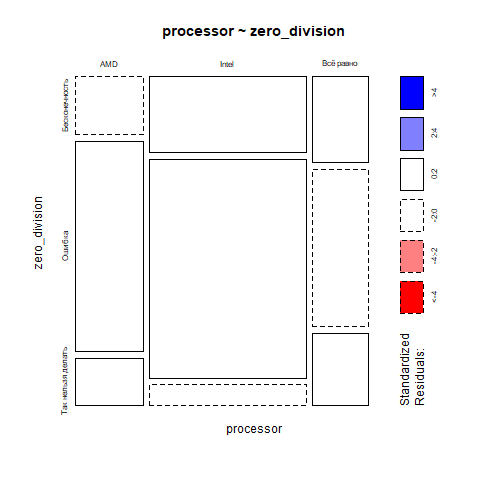 processor ~ zero_division
AMD
Intel
Всё равно
Бесконечность
Ошибка
Так нельзя делать
zero_division
processor
>4
2:4
0:2
-2:0
-4:-2
<-4
Standardized
Residuals: